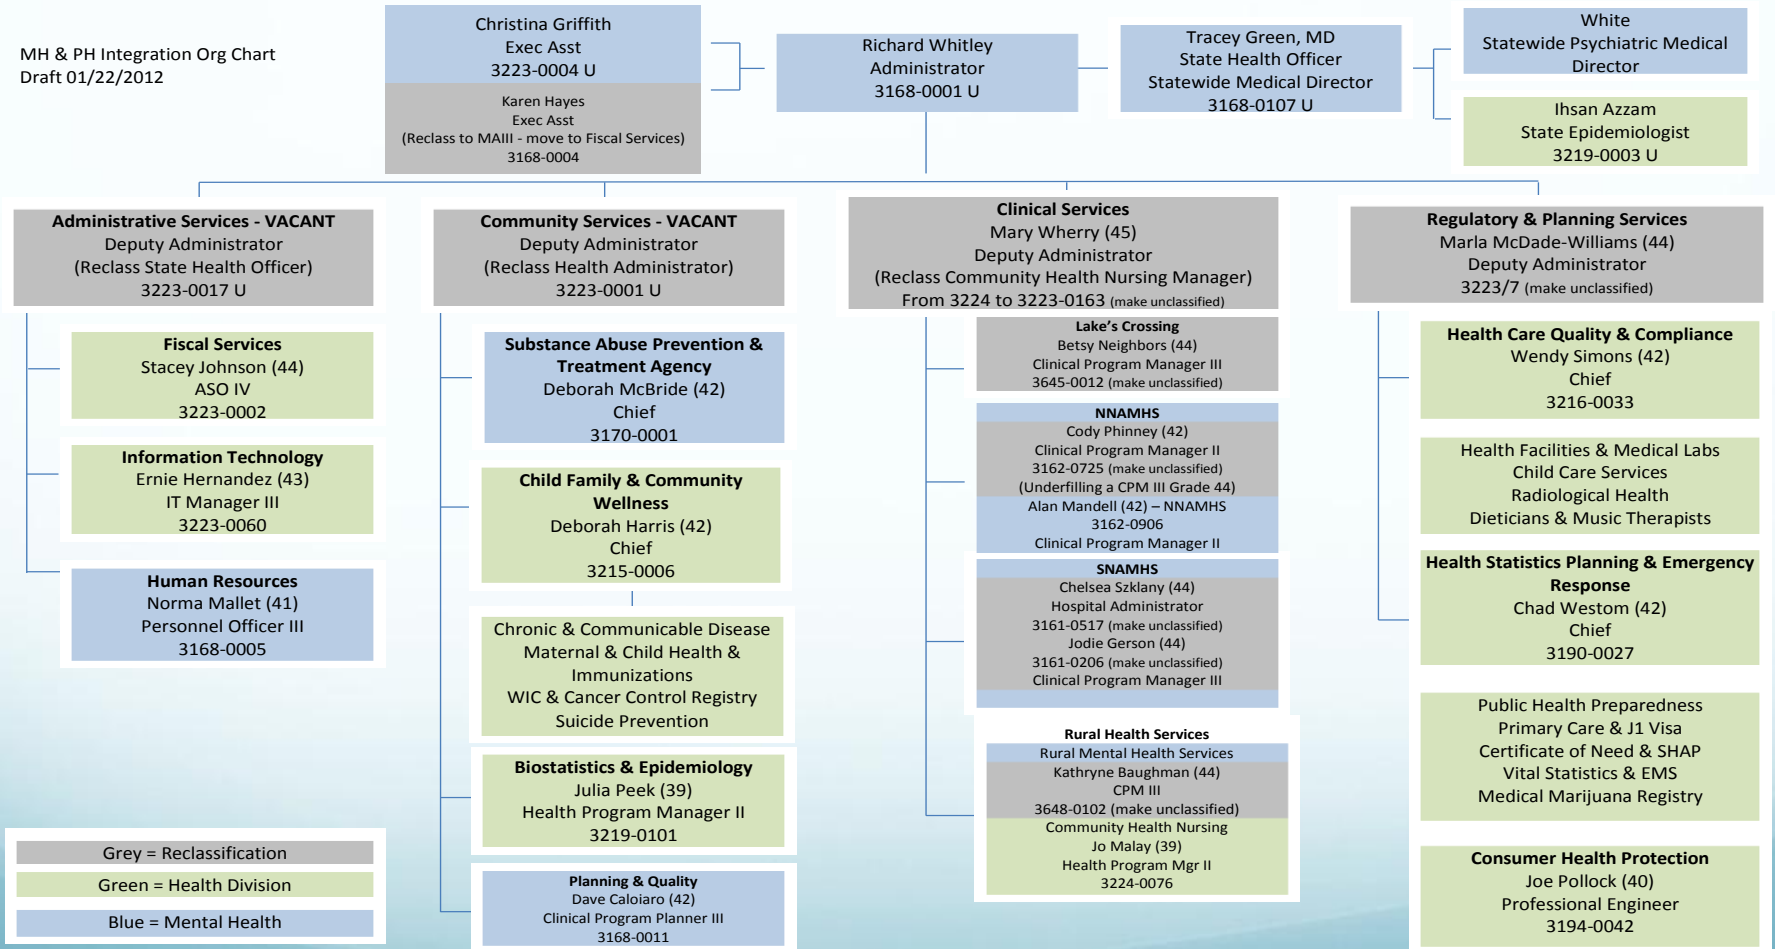 MH & PH Integration Org Chart
Draft 01/22/2012
Christina Griffith
Exec Asst
3223-0004 U
Karen Hayes
Exec Asst
(Reclass to MAIII - move to Fiscal Services)
3168-0004
Richard Whitley
Administrator
3168-0001 U
Tracey Green, MD
State Health Officer
Statewide Medical Director
3168-0107 U
White
Statewide Psychiatric Medical
Director
Ihsan Azzam
State Epidemiologist
3219-0003 U
Administrative Services - VACANT
Deputy Administrator
(Reclass State Health Officer)
3223-0017 U
Fiscal Services
Stacey Johnson (44)
ASO IV
3223-0002
Information Technology
Ernie Hernandez (43)
IT Manager III
3223-0060
Human Resources
Norma Mallet (41)
Personnel Officer III
3168-0005
Community Services - VACANT
Deputy Administrator
(Reclass Health Administrator)
3223-0001 U
Substance Abuse Prevention &
Treatment Agency
Deborah McBride (42)
Chief
3170-0001
Child Family & Community
Wellness
Deborah Harris (42)
Chief
3215-0006
Chronic & Communicable Disease
Maternal & Child Health &
Immunizations
WIC & Cancer Control Registry
Suicide Prevention
Biostatistics & Epidemiology
Julia Peek (39)
Health Program Manager II
3219-0101
Planning & Quality
Dave Caloiaro (42)
Clinical Program Planner III
3168-0011
Clinical Services
Mary Wherry (45)
Deputy Administrator
(Reclass Community Health Nursing Manager)
From 3224 to 3223-0163 (make unclassified)
Lake's Crossing
Betsy Neighbors (44)
Clinical Program Manager III
3645-0012 (make unclassified)
NNAMHS
Cody Phinney (42)
Clinical Program Manager II
3162-0725 (make unclassified)
(Underfilling a CPM III Grade 44)
Alan Mandell (42) – NNAMHS
3162-0906
Clinical Program Manager II
SNAMHS
Chelsea Szklany (44)
Hospital Administrator
3161-0517 (make unclassified)
Jodie Gerson (44)
3161-0206 (make unclassified)
Clinical Program Manager III
Rural Health Services
Rural Mental Health Services
Kathryne Baughman (44)
CPM III
3648-0102 (make unclassified)
Community Health Nursing
Jo Malay (39)
Health Program Mgr II
3224-0076
Regulatory & Planning Services
Marla McDade-Williams (44)
Deputy Administrator
3223/7 (make unclassified)
Health Care Quality & Compliance
Wendy Simons (42)
Chief
3216-0033
Health Facilities & Medical Labs
Child Care Services
Radiological Health
Dieticians & Music Therapists
Health Statistics Planning & Emergency
Response
Chad Westom (42)
Chief
3190-0027
Public Health Preparedness
Primary Care & J1 Visa
Certificate of Need & SHAP
Vital Statistics & EMS
Medical Marijuana Registry
Consumer Health Protection
Joe Pollock (40)
Professional Engineer
3194-0042
Grey = Reclassification
Green = Health Division
Blue = Mental Health